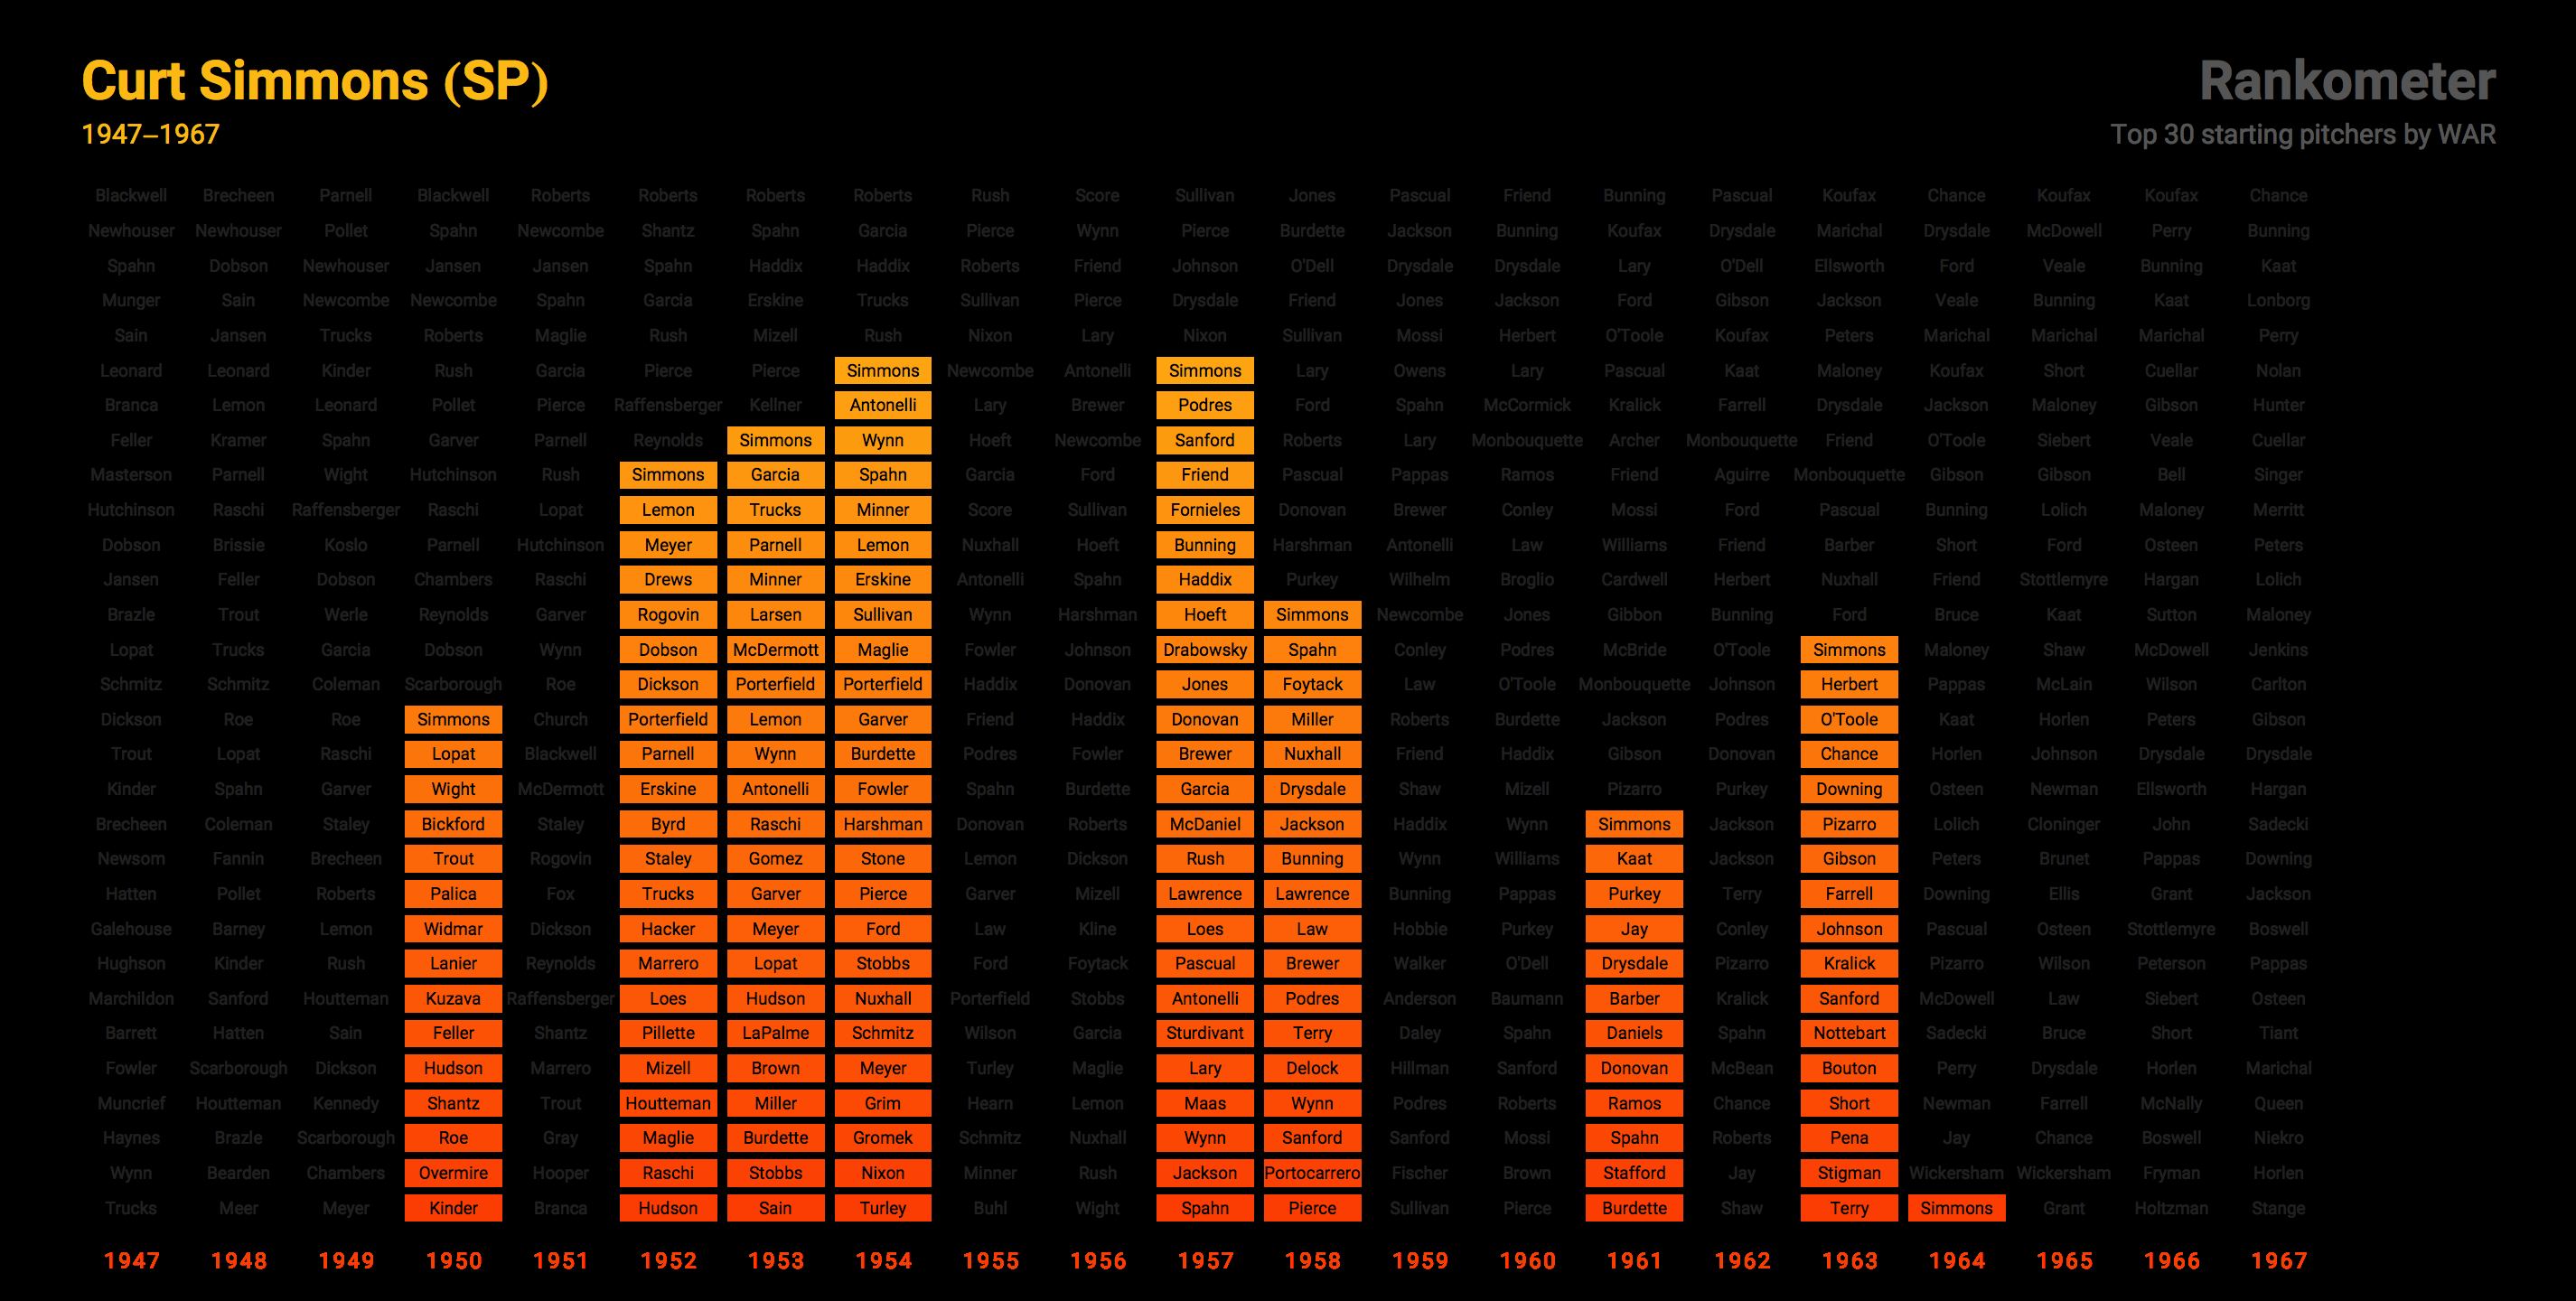 Curt Simmons (SP)
Rankometer
1947–1967
Top 30 starting pitchers by WAR
Blackwell Brecheen Parnell Blackwell Roberts Roberts Roberts Roberts Rush Score Sullivan Jones Pascual Friend Bunning Pascual Koufax Chance Koufax Koufax Chance
Newhouser Newhouser Pollet Spahn Newcombe Shantz Spahn Garcia Pierce Wynn Pierce Burdette Jackson Bunning Koufax Drysdale Marichal Drysdale McDowell Perry Bunning
Spahn Dobson Newhouser Jansen Jansen Spahn Haddix Haddix Roberts Friend Johnson O'Dell Drysdale Drysdale Lary O'Dell Ellsworth Ford Veale Bunning Kaat
Munger Sain Newcombe Newcombe Spahn Garcia Erskine Trucks Sullivan Pierce Drysdale Friend Jones Jackson Ford Gibson Jackson Veale Bunning Kaat Lonborg
Sain Jansen Trucks Roberts Maglie Rush Mizell Rush Nixon Lary Nixon Sullivan Mossi Herbert O'Toole Koufax Peters Marichal Marichal Marichal Perry
Leonard Leonard Kinder Rush Garcia Pierce Pierce Simmons Newcombe Antonelli Simmons Lary Owens Lary Pascual Kaat Maloney Koufax Short Cuellar Nolan
Branca Lemon Leonard Pollet Pierce Raffensberger Kellner Antonelli Lary Brewer Podres Ford Spahn McCormick Kralick Farrell Drysdale Jackson Maloney Gibson Hunter
Feller Kramer Spahn Garver Parnell Reynolds Simmons Wynn Hoeft Newcombe Sanford Roberts Lary Monbouquette Archer Monbouquette Friend O'Toole Siebert Veale Cuellar
Masterson Parnell Wight Hutchinson Rush Simmons Garcia Spahn Garcia Ford Friend Pascual Pappas Ramos Friend Aguirre Monbouquette Gibson Gibson Bell Singer
Hutchinson Raschi Raffensberger Raschi Lopat Lemon Trucks Minner Score Sullivan Fornieles Donovan Brewer Conley Mossi Ford Pascual Bunning Lolich Maloney Merritt
Dobson Brissie Koslo Parnell Hutchinson Meyer Parnell Lemon Nuxhall Hoeft Bunning Harshman Antonelli Law Williams Friend Barber Short Ford Osteen Peters
Jansen Feller Dobson Chambers Raschi Drews Minner Erskine Antonelli Spahn Haddix Purkey Wilhelm Broglio Cardwell Herbert Nuxhall Friend Stottlemyre Hargan Lolich
Brazle Trout Werle Reynolds Garver Rogovin Larsen Sullivan Wynn Harshman Hoeft Simmons Newcombe Jones Gibbon Bunning Ford Bruce Kaat Sutton Maloney
Lopat Trucks Garcia Dobson Wynn Dobson McDermott Maglie Fowler Johnson Drabowsky Spahn Conley Podres McBride O'Toole Simmons Maloney Shaw McDowell Jenkins
Schmitz Schmitz Coleman Scarborough Roe Dickson Porterfield Porterfield Haddix Donovan Jones Foytack Law O'Toole Monbouquette Johnson Herbert Pappas McLain Wilson Carlton
Dickson Roe Roe Simmons Church Porterfield Lemon Garver Friend Haddix Donovan Miller Roberts Burdette Jackson Podres O'Toole Kaat Horlen Peters Gibson
Trout Lopat Raschi Lopat Blackwell Parnell Wynn Burdette Podres Fowler Brewer Nuxhall Friend Haddix Gibson Donovan Chance Horlen Johnson Drysdale Drysdale
Kinder Spahn Garver Wight McDermott Erskine Antonelli Fowler Spahn Burdette Garcia Drysdale Shaw Mizell Pizarro Purkey Downing Osteen Newman Ellsworth Hargan
Brecheen Coleman Staley Bickford Staley Byrd Raschi Harshman Donovan Roberts McDaniel Jackson Haddix Wynn Simmons Jackson Pizarro Lolich Cloninger John Sadecki
Newsom Fannin Brecheen Trout Rogovin Staley Gomez Stone Lemon Dickson Rush Bunning Wynn Williams Kaat Jackson Gibson Peters Brunet Pappas Downing
Hatten Pollet Roberts Palica Fox Trucks Garver Pierce Garver Mizell Lawrence Lawrence Bunning Pappas Purkey Terry Farrell Downing Ellis Grant Jackson
Galehouse Barney Lemon Widmar Dickson Hacker Meyer Ford Law Kline Loes Law Hobbie Purkey Jay Conley Johnson Pascual Osteen Stottlemyre Boswell
Hughson Kinder Rush Lanier Reynolds Marrero Lopat Stobbs Ford Foytack Pascual Brewer Walker O'Dell Drysdale Pizarro Kralick Pizarro Wilson Peterson Pappas
Marchildon Sanford Houtteman Kuzava Raffensberger Loes Hudson Nuxhall Porterfield Stobbs Antonelli Podres Anderson Baumann Barber Kralick Sanford McDowell Law Siebert Osteen
Barrett Hatten Sain Feller Shantz Pillette LaPalme Schmitz Wilson Garcia Sturdivant Terry Daley Spahn Daniels Spahn Nottebart Sadecki Bruce Short Tiant
Fowler Scarborough Dickson Hudson Marrero Mizell Brown Meyer Turley Maglie Lary Delock Hillman Sanford Donovan McBean Bouton Perry Drysdale Horlen Marichal
Muncrief Houtteman Kennedy Shantz Trout Houtteman Miller Grim Hearn Lemon Maas Wynn Podres Roberts Ramos Chance Short Newman Farrell McNally Queen
Haynes Brazle Scarborough Roe Gray Maglie Burdette Gromek Schmitz Nuxhall Wynn Sanford Sanford Mossi Spahn Roberts Pena Jay Chance Boswell Niekro
Wynn Bearden Chambers Overmire Hooper Raschi Stobbs Nixon Minner Rush Jackson Portocarrero Fischer Brown Stafford Jay Stigman Wickersham Wickersham Fryman Horlen
Trucks Meer Meyer Kinder Branca Hudson Sain Turley Buhl Wight Spahn Pierce Sullivan Pierce Burdette Shaw Terry Simmons Grant Holtzman Stange
1947 1948 1949 1950 1951 1952 1953 1954 1955 1956 1957 1958 1959 1960 1961 1962 1963 1964 1965 1966 1967